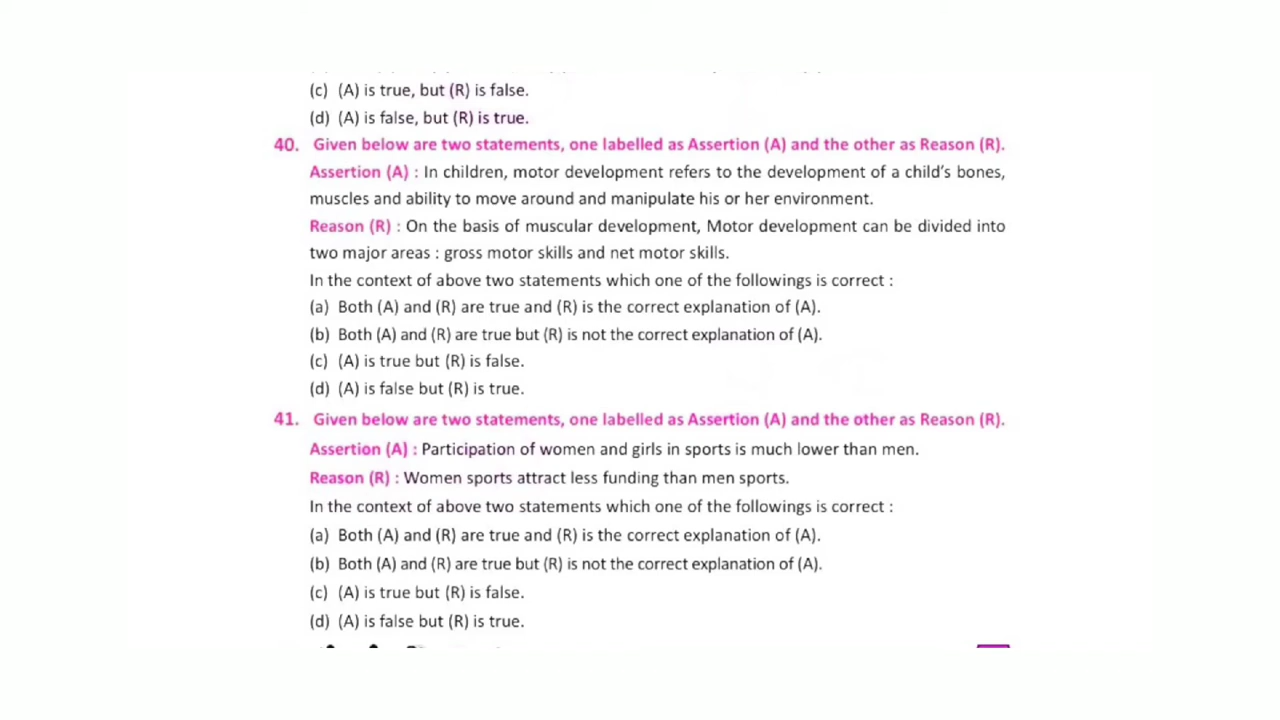 (c) (A) is true, but (R) is false.
(d) (A) is false, but (R) is true.
40. Given below are two statements, one labelled as Assertion (A) and the other as Reason (R).
Assertion (A) : In children, motor development refers to the development of a child's bones,
muscles and ability to move around and manipulate his or her environment.
Reason (R) : On the basis of muscular development, Motor development can be divided into
two major areas : gross motor skills and net motor skills.
In the context of above two statements which one of the followings is correct :
(a) Both (A) and (R) are true and (R) is the correct explanation of (A).
(b) Both (A) and (R) are true but (R) is not the correct explanation of (A).
(c) (A) is true but (R) is false.
(d) (A) is false but (R) is true.
41. Given below are two statements, one labelled as Assertion (A) and the other as Reason (R).
Assertion (A) : Participation of women and girls in sports is much lower than men.
Reason (R) : Women sports attract less funding than men sports.
In the context of above two statements which one of the followings is correct :
(a) Both (A) and (R) are true and (R) is the correct explanation of (A).
(b) Both (A) and (R) are true but (R) is not the correct explanation of (A).
(c) (A) is true but (R) is false.
(d) (A) is false but (R) is true.